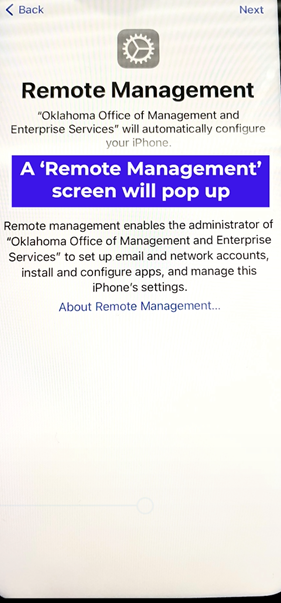 Back
Next
Remote Management
“Oklahoma Office of Management and
Enterprise Services” will automatically configure
your iPhone.
A ‘Remote Management’
screen will pop up
Remote management enables the administrator of
“Oklahoma Office of Management and Enterprise
Services” to set up email and network accounts,
install and configure apps, and manage this
iPhone’s settings.
About Remote Management...